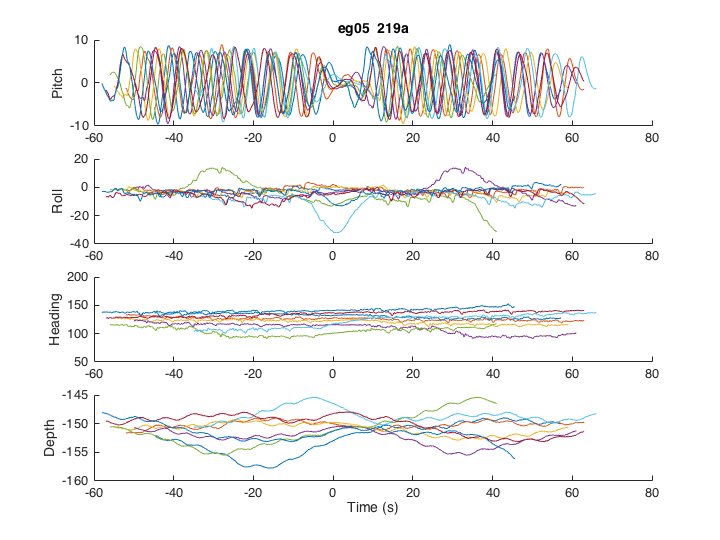 eg05 219a
Pitch
10
0
-10
-60 -40 -20 0 20 40 60 80
Roll
20
0
-20
-40
-60 -40 -20 0 20 40 60 80
Heading
200
150
100
50
-60 -40 -20 0 20 40 60 80
Depth
-145
-150
-155
-160
-60 -40 -20 0 20 40 60 80
Time (s)